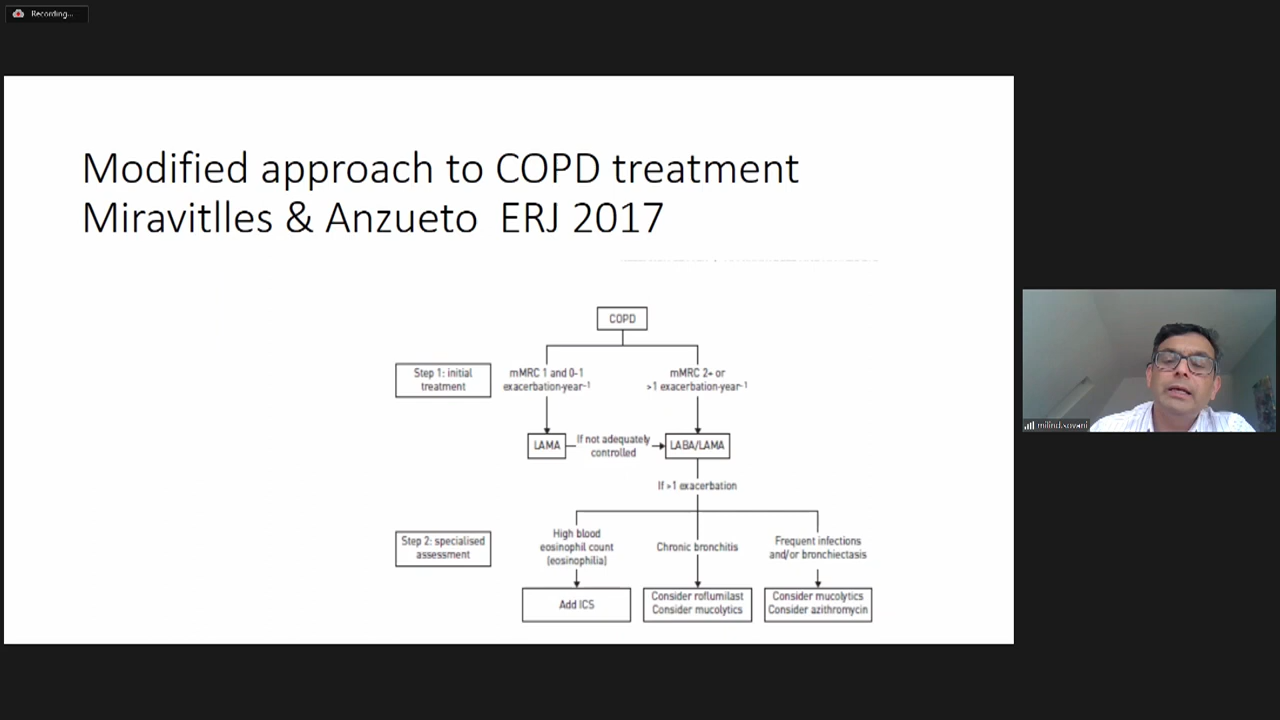 Recording...
Modified approach to COPD treatment
Miravitlles & Anzueto ERJ 2017
COPD
Step 1: initial
treatment
mMRC 1 and 0-1
exacerbation·year⁻¹
mMRC 2+ or
>1 exacerbation·year⁻¹
LAMA
If not adequately
controlled
LABA/LAMA
If >1 exacerbation
Step 2: specialised
assessment
High blood
eosinophil count
(eosinophilia)
Chronic bronchitis
Frequent infections
and/or bronchiectasis
Add ICS
Consider roflumilast
Consider mucolytics
Consider mucolytics
Consider azithromycin